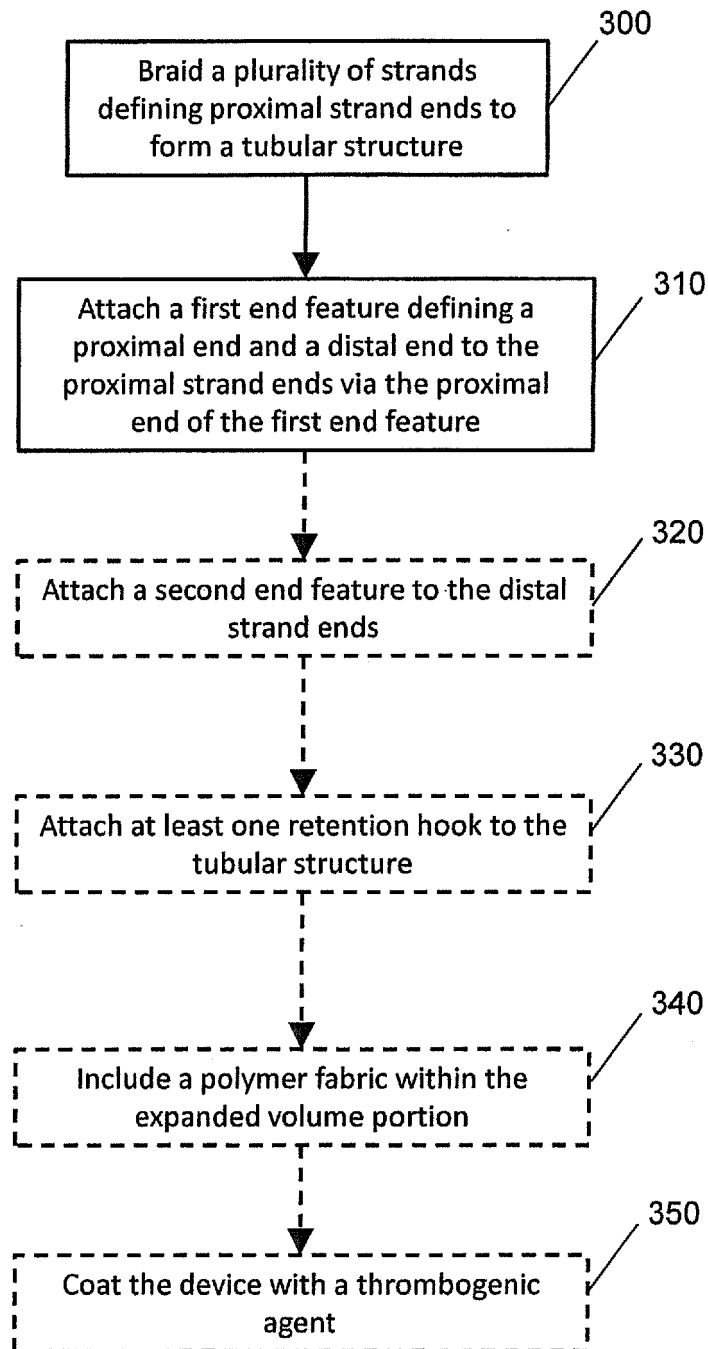 300
Braid a plurality of strands
defining proximal strand ends to
form a tubular structure
310
Attach a first end feature defining a
proximal end and a distal end to the
proximal strand ends via the proximal
end of the first end feature
320
Attach a second end feature to the distal
strand ends
330
Attach at least one retention hook to the
tubular structure
340
Include a polymer fabric within the
expanded volume portion
350
Coat the device with a thrombogenic
agent